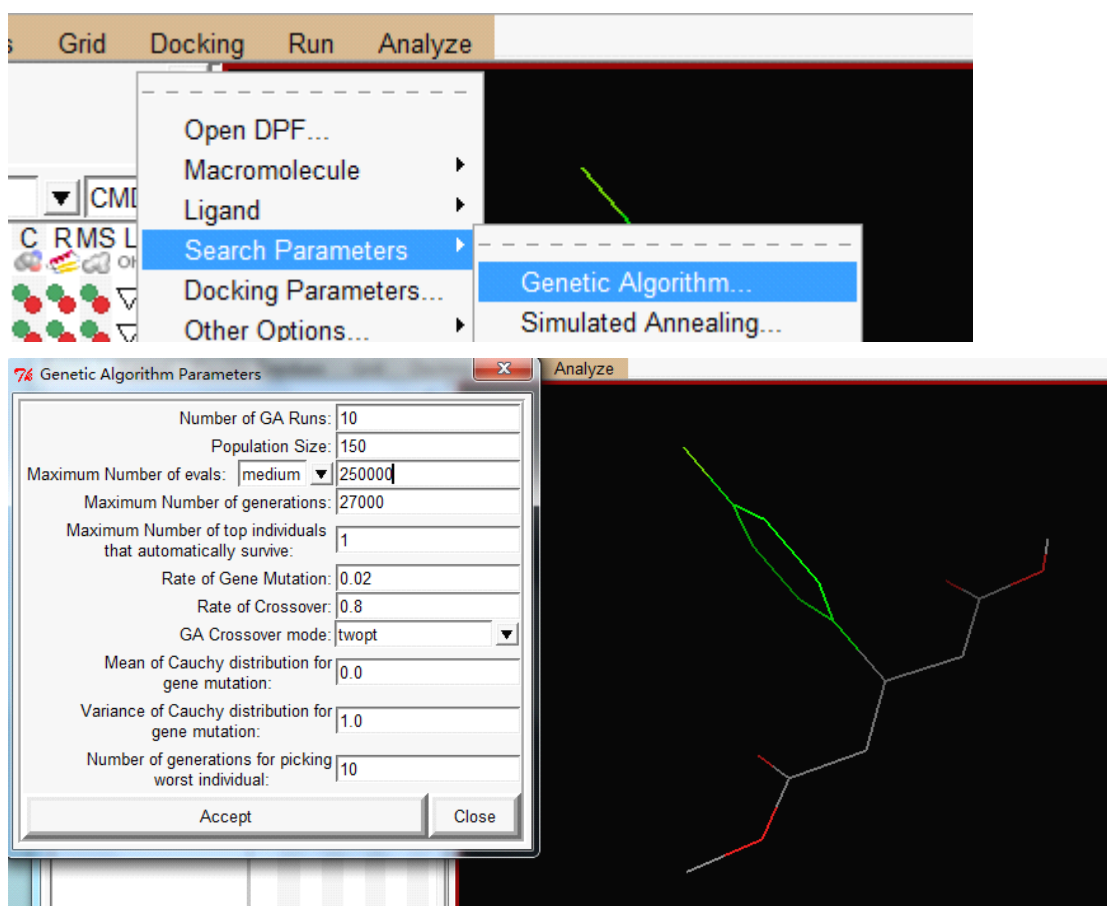 s Grid Docking Run Analyze
Open DPF...
Macromolecule
CMD
Ligand
C RMS L
Search Parameters
Genetic Algorithm...
Docking Parameters...
Simulated Annealing...
Other Options...
Genetic Algorithm Parameters
Analyze
Number of GA Runs: 10
Population Size: 150
Maximum Number of evals: medium 250000
Maximum Number of generations: 27000
Maximum Number of top individuals
that automatically survive: 1
Rate of Gene Mutation: 0.02
Rate of Crossover: 0.8
GA Crossover mode: twopt
Mean of Cauchy distribution for
gene mutation: 0.0
Variance of Cauchy distribution for
gene mutation: 1.0
Number of generations for picking
worst individual: 10
Accept Close